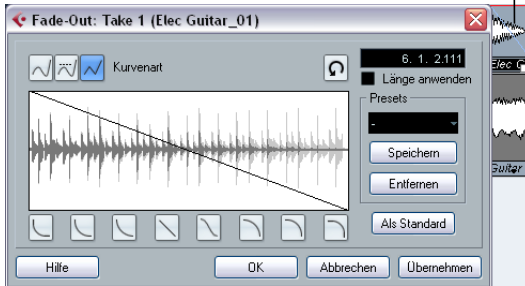 Fade-Out: Take 1 (Elec Guitar_01)
Kurvenart
6. 1. 2.111
Länge anwenden
Presets
-
Speichern
Entfernen
Als Standard
Hilfe
OK
Abbrechen
Übernehmen
Elec G
Guitar